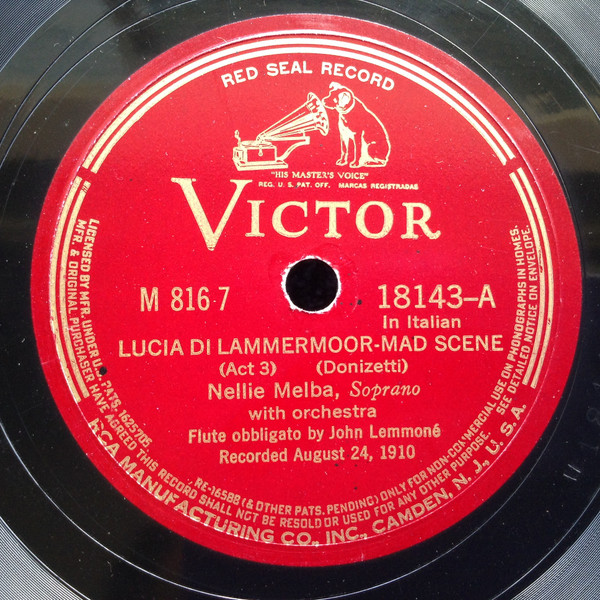 RED SEAL RECORD
"HIS MASTER'S VOICE"
REG. U. S. PAT. OFF. MARCAS REGISTRADAS
VICTOR
M 816-7
18143-A
In Italian
LUCIA DI LAMMERMOOR-MAD SCENE
(Act 3) (Donizetti)
Nellie Melba, Soprano
with orchestra
Flute obbligato by John Lemmoné
Recorded August 24, 1910
LICENSED BY MFR. UNDER U.S. PATS. 1625705, RE-16588 (& OTHER PATS. PENDING) ONLY FOR NON-COMMERCIAL USE ON PHONOGRAPHS IN HOMES.
MFR. & ORIGINAL PURCHASER HAVE AGREED THIS RECORD SHALL NOT BE RESOLD OR USED FOR ANY OTHER PURPOSE. SEE DETAILED NOTICE ON ENVELOPE.
RCA MANUFACTURING CO., INC., CAMDEN, N. J., U. S. A.